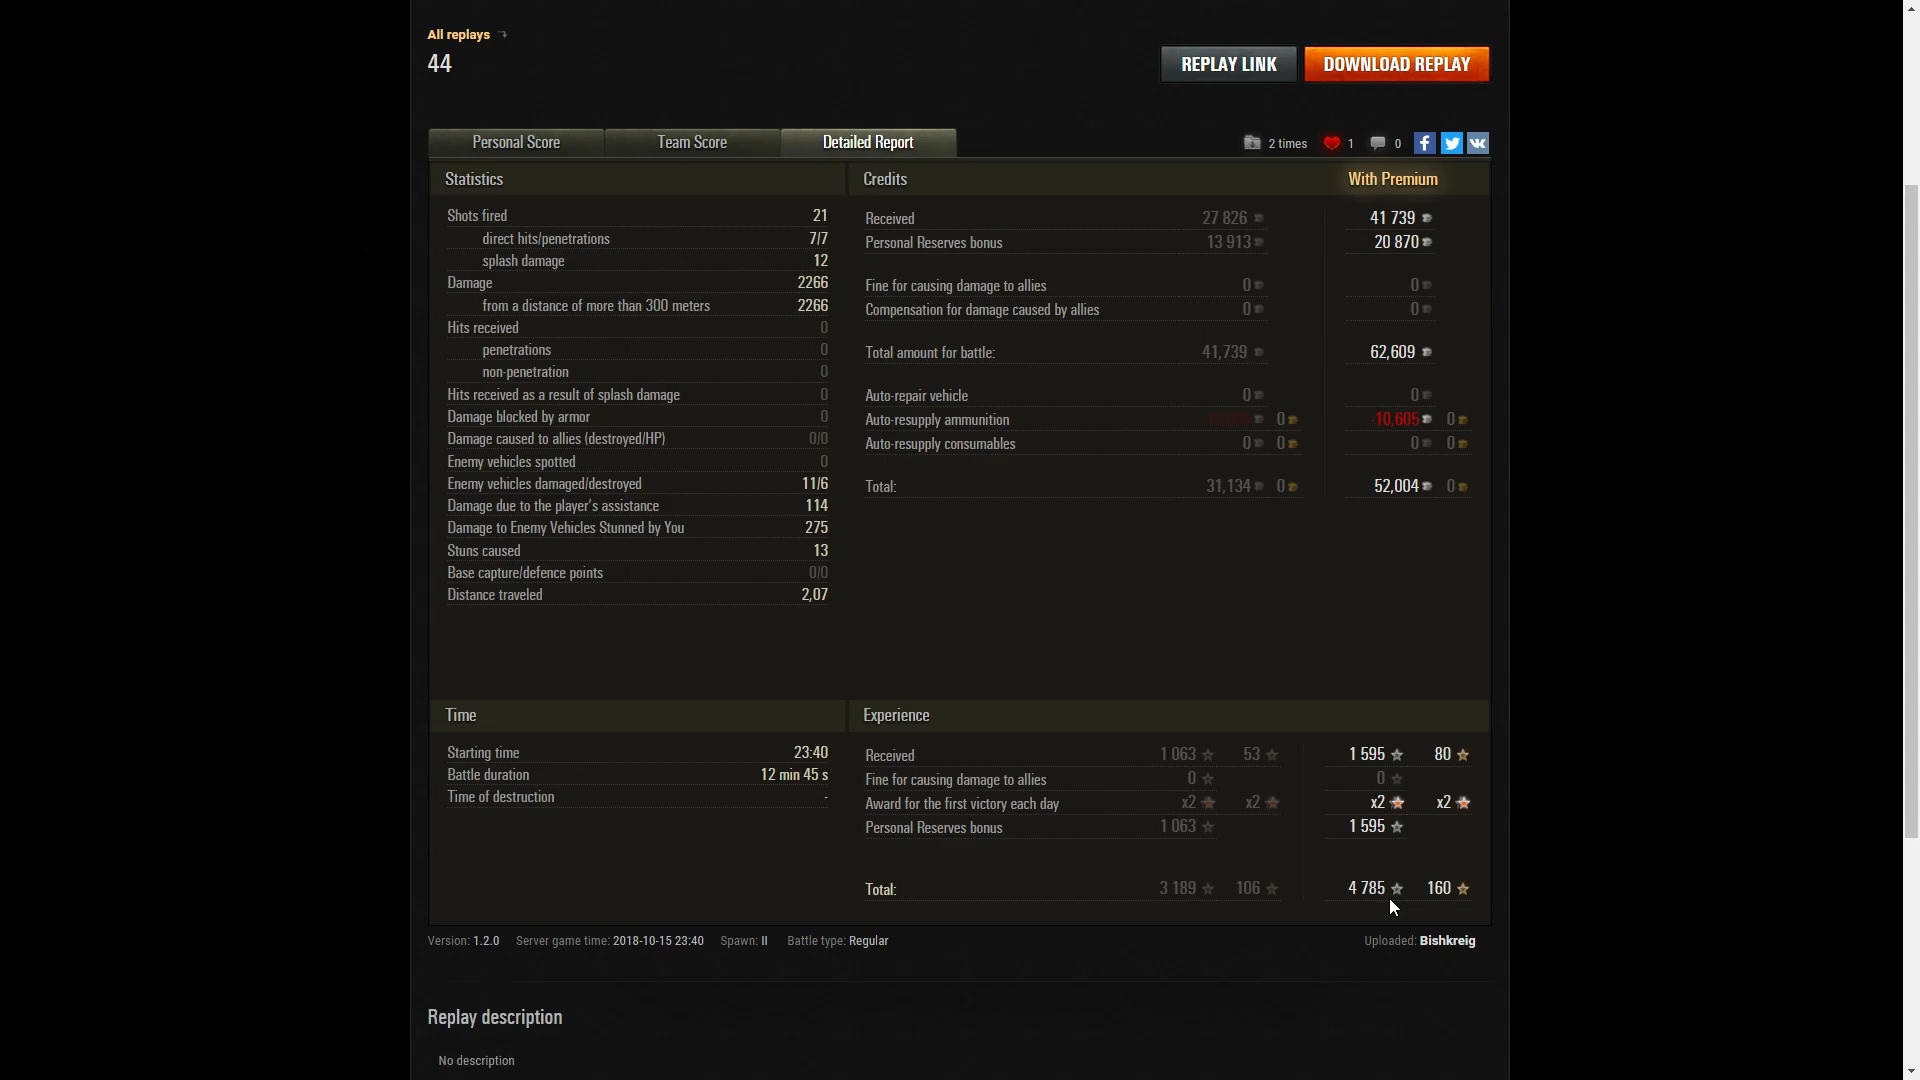 All replays
44
REPLAY LINK DOWNLOAD REPLAY
Personal Score Team Score Detailed Report 2 times 1 0
Statistics
Shots fired 21
direct hits/penetrations 7/7
splash damage 12
Damage 2266
from a distance of more than 300 meters 2266
Hits received 0
penetrations 0
non-penetration 0
Hits received as a result of splash damage 0
Damage blocked by armor 0
Damage caused to allies (destroyed/HP) 0/0
Enemy vehicles spotted 0
Enemy vehicles damaged/destroyed 11/6
Damage due to the player's assistance 114
Damage to Enemy Vehicles Stunned by You 275
Stuns caused 13
Base capture/defence points 0/0
Distance traveled 2,07
Credits With Premium
Received 27 826 41 739
Personal Reserves bonus 13 913 20 870
Fine for causing damage to allies 0 0
Compensation for damage caused by allies 0 0
Total amount for battle: 41,739 62,609
Auto-repair vehicle 0 0
Auto-resupply ammunition 0 -10,605 0
Auto-resupply consumables 0 0 0 0
Total: 31,134 0 52,004 0
Time
Starting time 23:40
Battle duration 12 min 45 s
Time of destruction -
Experience
Received 1 063 53 1 595 80
Fine for causing damage to allies 0 0
Award for the first victory each day x2 x2 x2 x2
Personal Reserves bonus 1 063 1 595
Total: 3 189 106 4 785 160
Version: 1.2.0 Server game time: 2018-10-15 23:40 Spawn: II Battle type: Regular Uploaded: Bishkreig
Replay description
No description